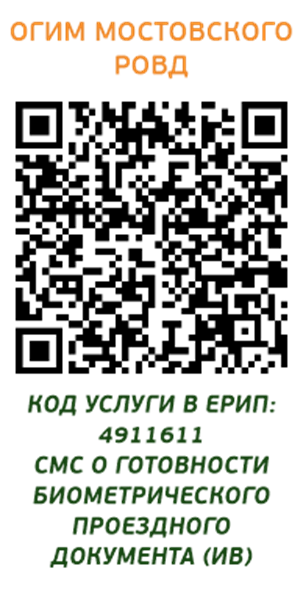 ОГИМ МОСТОВСКОГО
РОВД
КОД УСЛУГИ В ЕРИП:
4911611
СМС О ГОТОВНОСТИ
БИОМЕТРИЧЕСКОГО
ПРОЕЗДНОГО
ДОКУМЕНТА (ИВ)